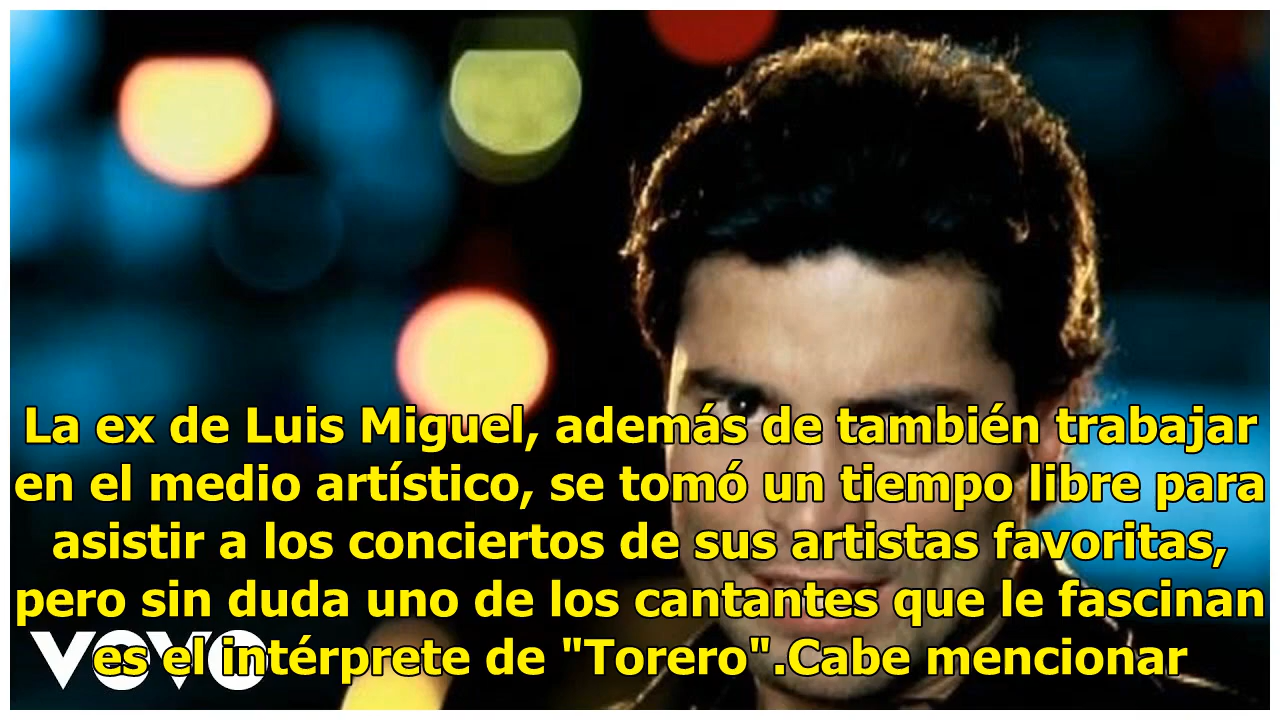 La ex de Luis Miguel, además de también trabajar
en el medio artístico, se tomó un tiempo libre para
asistir a los conciertos de sus artistas favoritas,
pero sin duda uno de los cantantes que le fascinan
es el intérprete de "Torero".Cabe mencionar
vevo